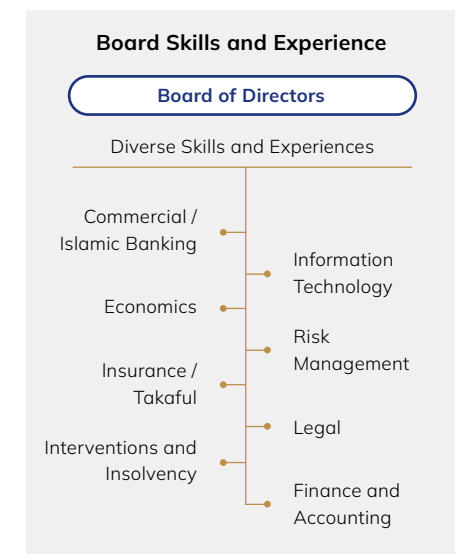 Board Skills and Experience
Board of Directors
Diverse Skills and Experiences
Commercial /
Islamic Banking
Information
Technology
Economics
Risk
Management
Insurance /
Takaful
Legal
Interventions and
Insolvency
Finance and
Accounting